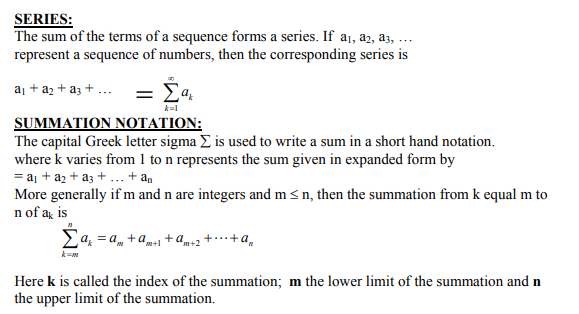 SERIES:
The sum of the terms of a sequence forms a series. If a₁, a₂, a₃, …
represent a sequence of numbers, then the corresponding series is
a₁ + a₂ + a₃ + … = ∑_{k=1}^{∞} a_k
SUMMATION NOTATION:
The capital Greek letter sigma ∑ is used to write a sum in a short hand notation.
where k varies from 1 to n represents the sum given in expanded form by
= a₁ + a₂ + a₃ + … + aₙ
More generally if m and n are integers and m ≤ n, then the summation from k equal m to
n of aₖ is
∑_{k=m}^{n} a_k = a_m + a_{m+1} + a_{m+2} + ⋯ + a_n
Here k is called the index of the summation; m the lower limit of the summation and n
the upper limit of the summation.